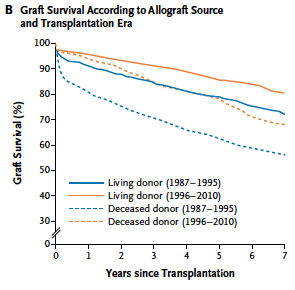 B Graft Survival According to Allograft Source
and Transplantation Era
100
90
80
70
60
50
40
30
0
Graft Survival (%)
Living donor (1987–1995)
Living donor (1996–2010)
Deceased donor (1987–1995)
Deceased donor (1996–2010)
0 1 2 3 4 5 6 7
Years since Transplantation